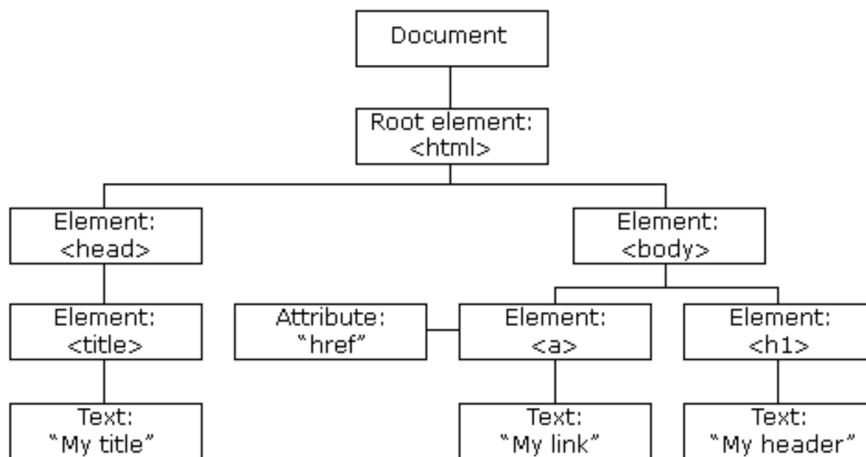 Document
Root element:
<html>
Element:
<head>
Element:
<body>
Element:
<title>
Attribute:
“href”
Element:
<a>
Element:
<h1>
Text:
“My title”
Text:
“My link”
Text:
“My header”